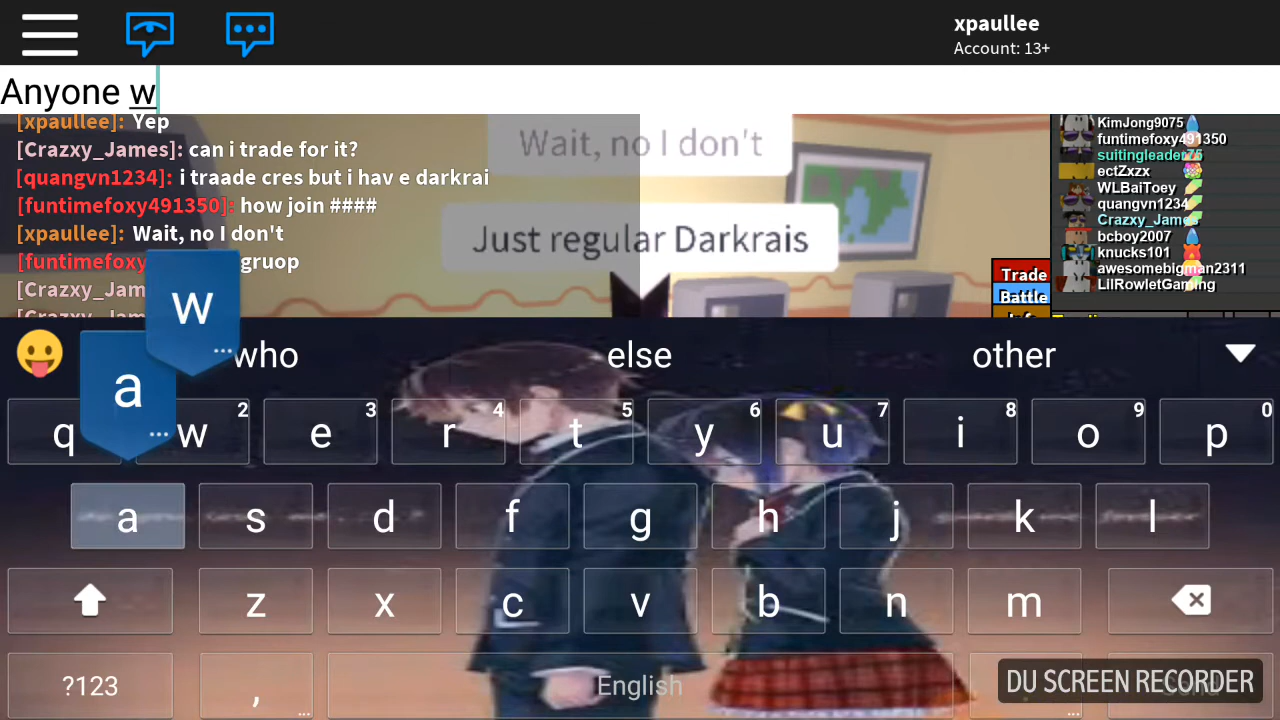 xpaullee
Account: 13+
Anyone w
[xpaullee]: Yep
[Crazxy_James]: can i trade for it?
[quangvn1234]: i traade cres but i hav e darkrai
[funtimefoxy491350]: how join ####
[xpaullee]: Wait, no I don't
[funtimefoxy gruop
[Crazxy_Jam
Wait, no I don't
Just regular Darkrais
KimJong9075
funtimefoxy491350
suitingleader75
ectZxzx
WLBaiToey
quangvn1234
Crazxy_James
bcboy2007
knucks101
awesomebigman2311
LilRowletGaming
Trade
Battle
w
a
who else other
q w 2 e 3 r 4 t 5 y 6 u 7 i 8 o 9 p 0
a s d f g h j k l
z x c v b n m
?123 , English
DU SCREEN RECORDER